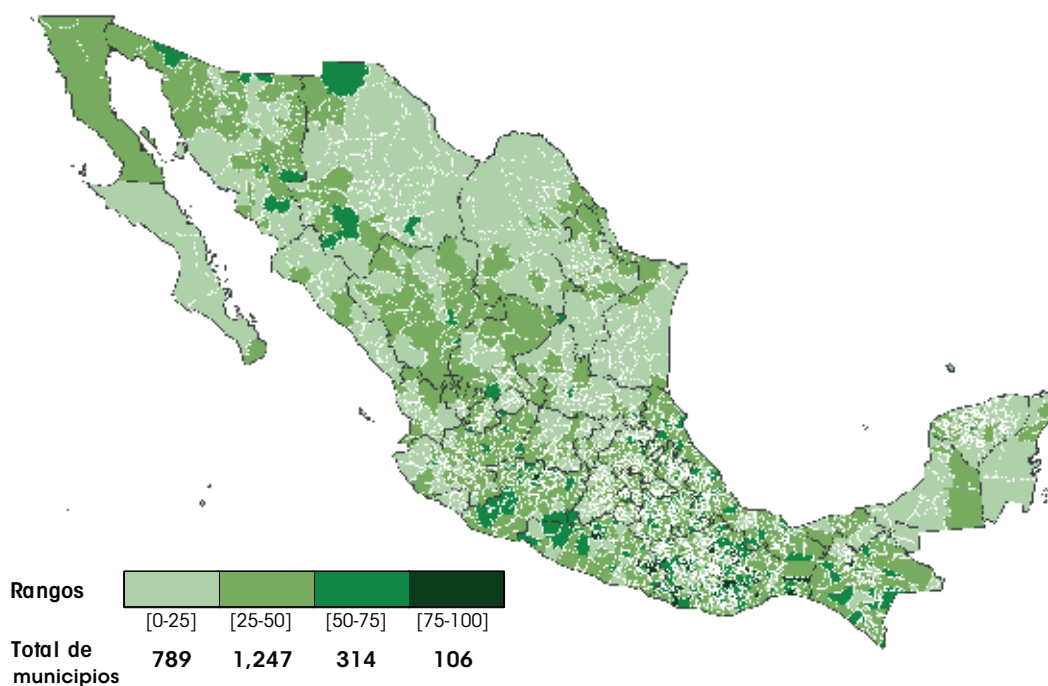 Rangos
[0-25] [25-50] [50-75] [75-100]
Total de
municipios 789 1,247 314 106